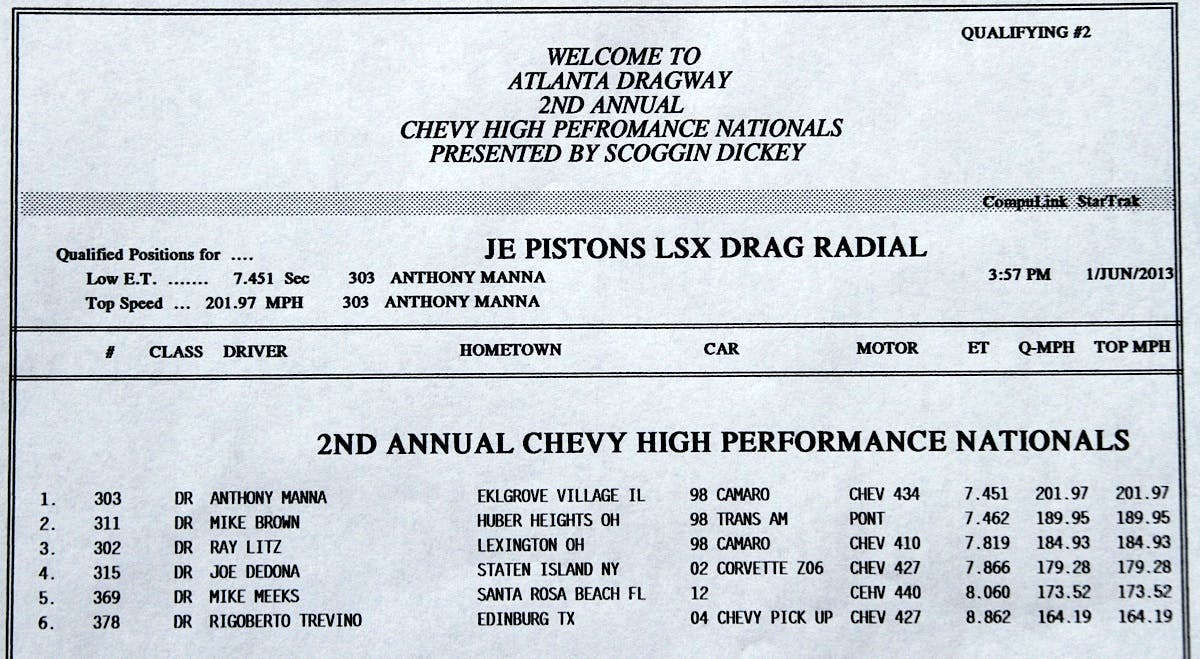 QUALIFYING #2
WELCOME TO
ATLANTA DRAGWAY
2ND ANNUAL
CHEVY HIGH PEFROMANCE NATIONALS
PRESENTED BY SCOGGIN DICKEY
CompuLink StarTrak
JE PISTONS LSX DRAG RADIAL
Qualified Positions for ....
Low E.T. ....... 7.451 Sec 303 ANTHONY MANNA 3:57 PM 1/JUN/2013
Top Speed ... 201.97 MPH 303 ANTHONY MANNA
# CLASS DRIVER HOMETOWN CAR MOTOR ET Q-MPH TOP MPH
2ND ANNUAL CHEVY HIGH PERFORMANCE NATIONALS
1. 303 DR ANTHONY MANNA EKLGROVE VILLAGE IL 98 CAMARO CHEV 434 7.451 201.97 201.97
2. 311 DR MIKE BROWN HUBER HEIGHTS OH 98 TRANS AM PONT 7.462 189.95 189.95
3. 302 DR RAY LITZ LEXINGTON OH 98 CAMARO CHEV 410 7.819 184.93 184.93
4. 315 DR JOE DEDONA STATEN ISLAND NY 02 CORVETTE Z06 CHEV 427 7.866 179.28 179.28
5. 369 DR MIKE MEEKS SANTA ROSA BEACH FL 12 CEHV 440 8.060 173.52 173.52
6. 378 DR RIGOBERTO TREVINO EDINBURG TX 04 CHEVY PICK UP CHEV 427 8.862 164.19 164.19